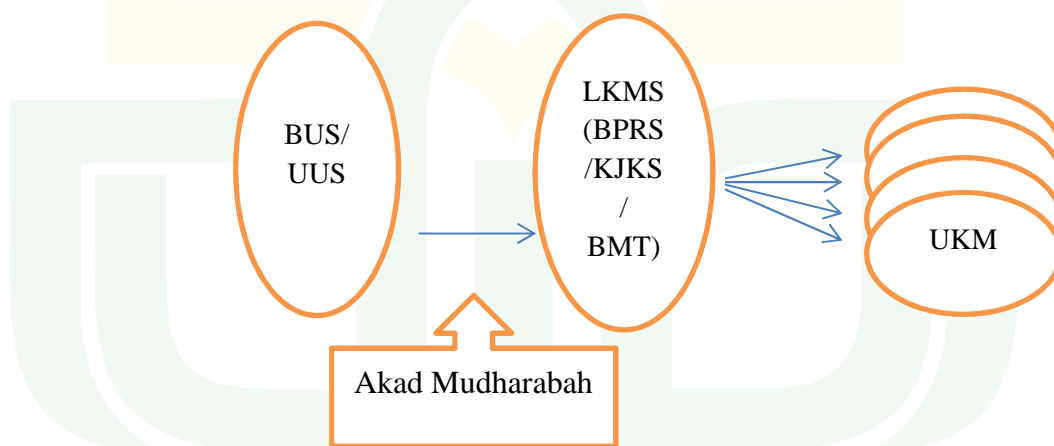 BUS/
UUS
LKMS
(BPRS
/KJKS
/
BMT)
UKM
Akad Mudharabah